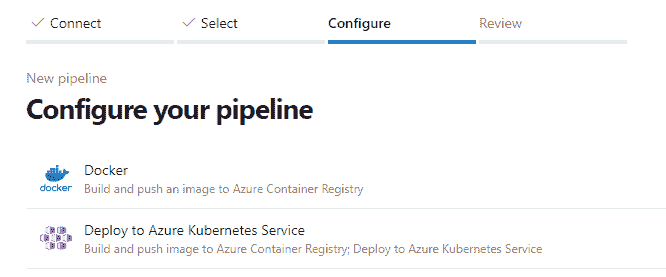 Connect Select Configure Review
New pipeline
Configure your pipeline
Docker
docker Build and push an image to Azure Container Registry
Deploy to Azure Kubernetes Service
Build and push image to Azure Container Registry; Deploy to Azure Kubernetes Service